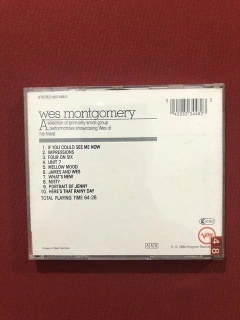 wes montgomery
A selection of primarily small group
performances showcasing Wes at
his finest
1. IF YOU COULD SEE ME NOW
2. IMPRESSIONS
3. FOUR ON SIX
4. UNIT 7
5. MELLOW MOOD
6. JAMES AND WES
7. WHAT'S NEW
8. MISTY
9. PORTRAIT OF JENNY
10. HERE'S THAT RAINY DAY
TOTAL PLAYING TIME 64:26
48